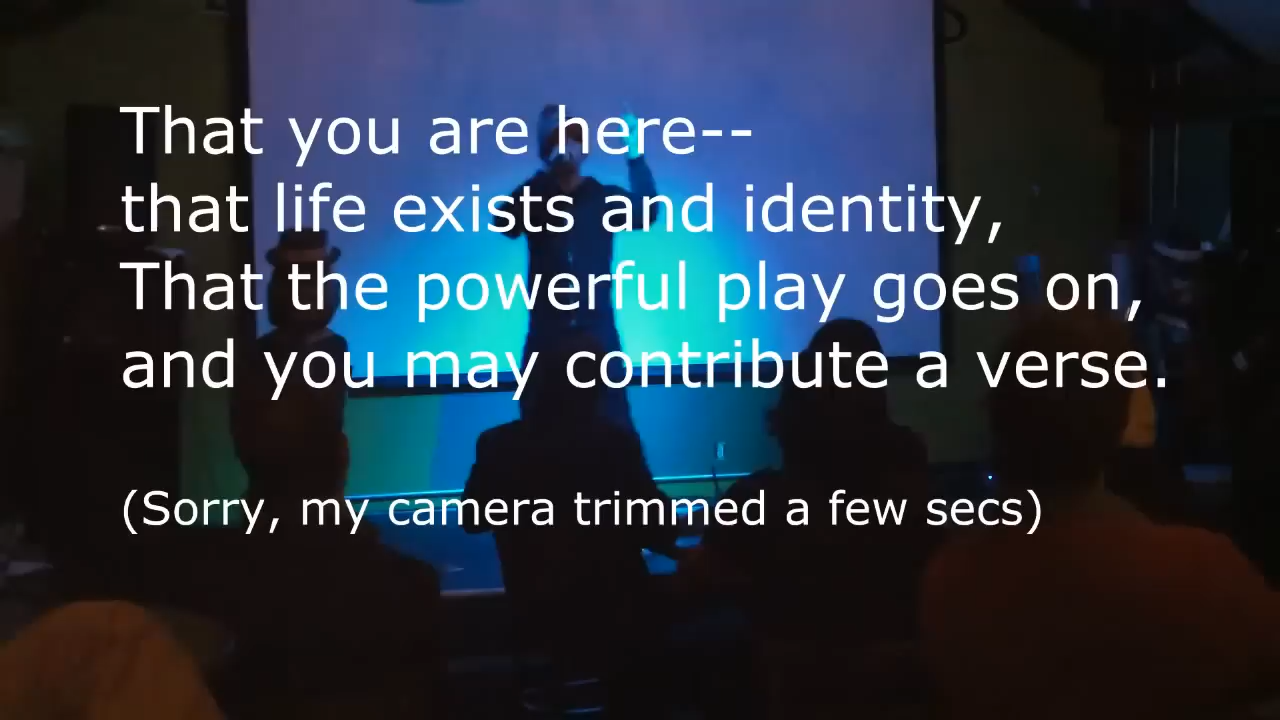 That you are here--
that life exists and identity,
That the powerful play goes on,
and you may contribute a verse.
(Sorry, my camera trimmed a few secs)